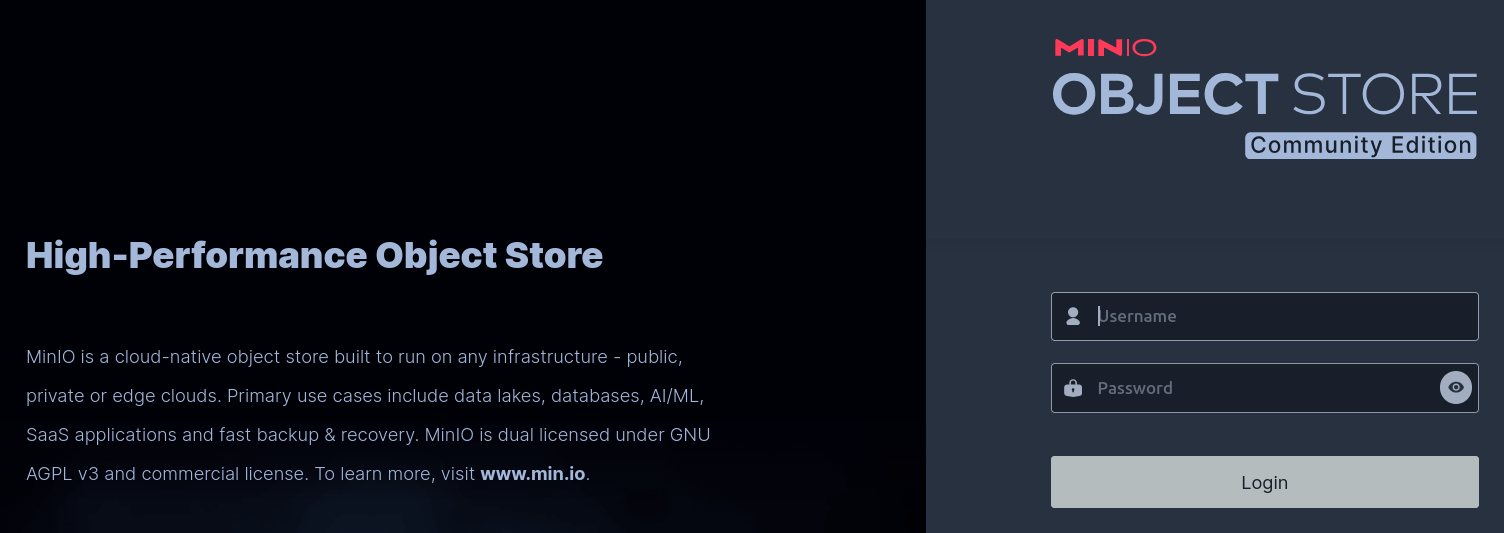 High-Performance Object Store
MinIO is a cloud-native object store built to run on any infrastructure - public,
private or edge clouds. Primary use cases include data lakes, databases, AI/ML,
SaaS applications and fast backup & recovery. MinIO is dual licensed under GNU
AGPL v3 and commercial license. To learn more, visit www.min.io.
MINIO
OBJECT STORE
Community Edition
Username
Password
Login